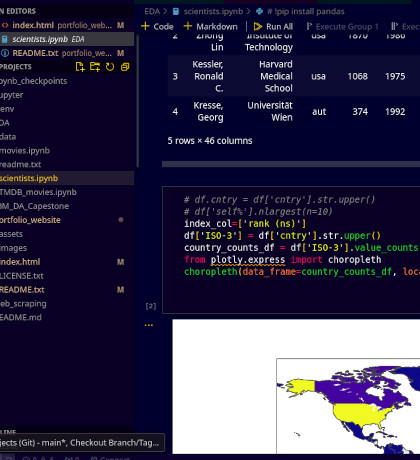 N EDITORS
index.html portfolio_web... M
scientists.ipynb EDA
README.txt portfolio_we... M
PROJECTS
pynb_checkpoints
upyter
env
DA
data
movies.ipynb
readme.txt
scientists.ipynb
TMDB_movies.ipynb
BM_DA_Capestone
ortfolio_website
assets
images
index.html M
LICENSE.txt
README.txt M
eb_scraping
README.md
LINE
jects (Git) - main*, Checkout Branch/Tag...
EDA > scientists.ipynb > # !pip install pandas
+ Code + Markdown Run All Execute Group 1 Exec
2 Zhong Institute of usa 1870 1986
Lin Technology
3 Kessler, Ronald C. Harvard Medical School usa 1068 1975
4 Kresse, Georg Universität Wien aut 374 1992
5 rows × 46 columns
# df.cntry = df['cntry'].str.upper()
# df['self%'].nlargest(n=10)
index_col=['rank (ns)']
df['ISO-3'] = df['cntry'].str.upper()
country_counts_df = df['ISO-3'].value_counts
from plotly.express import choropleth
choropleth(data_frame=country_counts_df, loca
[2]
...